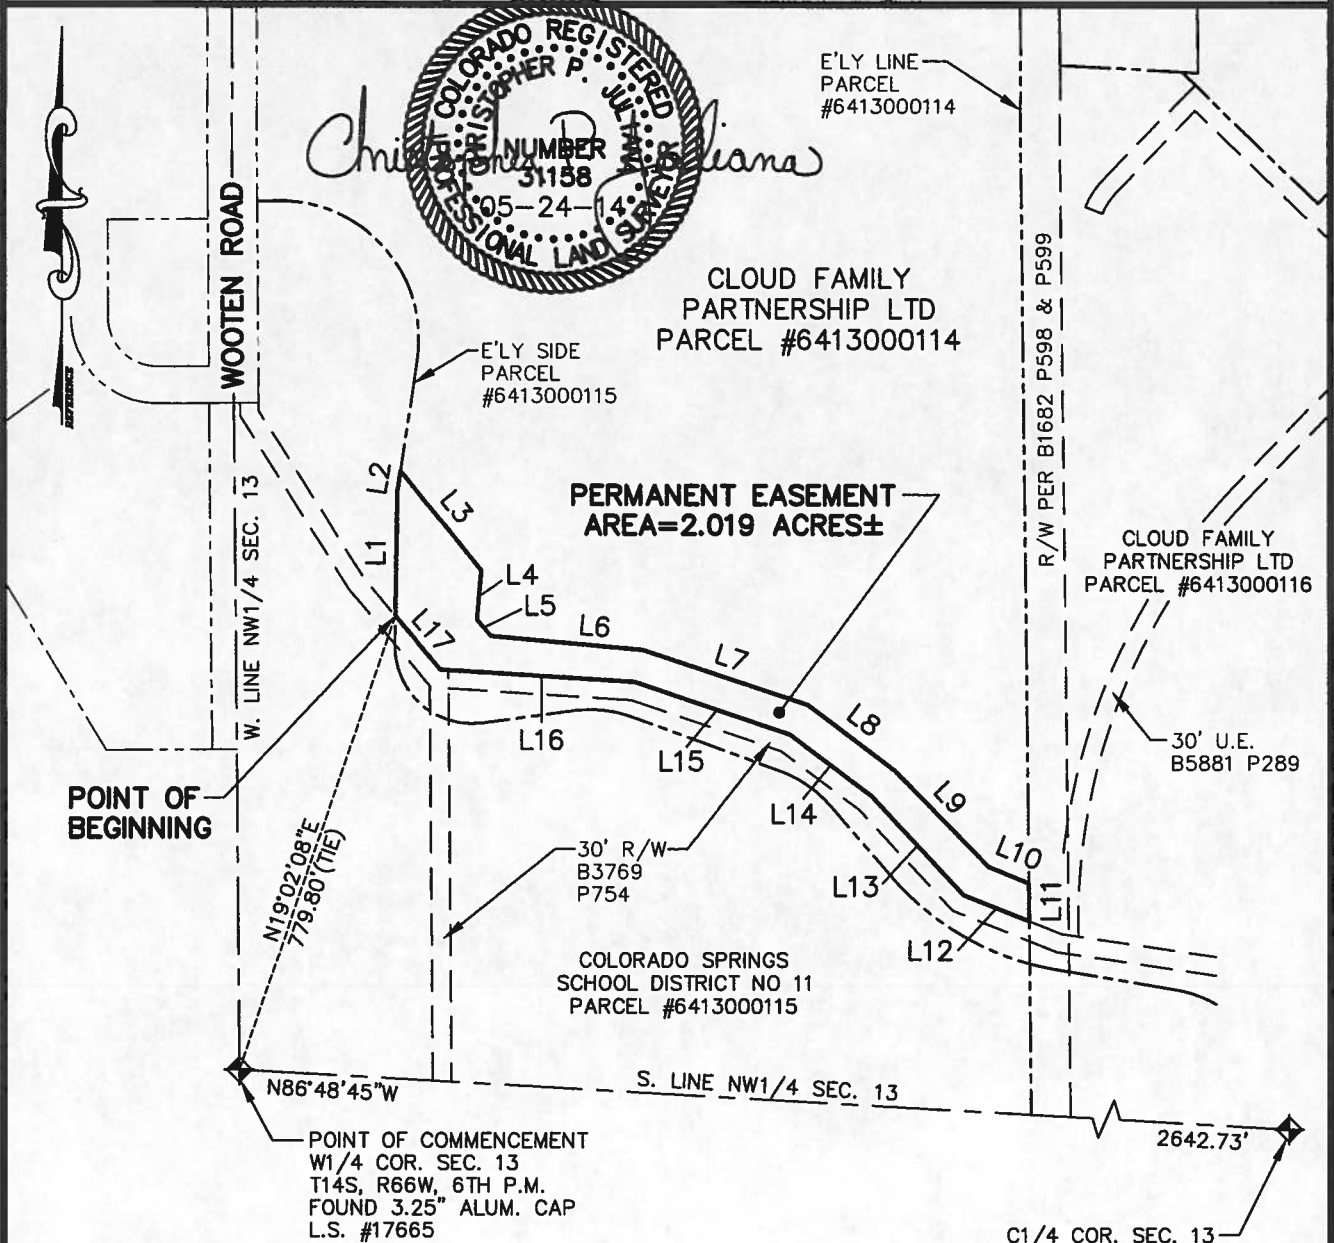 COLORADO REGISTERED
CHRISTOPHER P. JULIANA
NUMBER
31158
05-24-14
PROFESSIONAL LAND SURVEYOR
Christopher P. Juliana
E'LY LINE
PARCEL
#6413000114
WOOTEN ROAD
REFERENCE
CLOUD FAMILY
PARTNERSHIP LTD
PARCEL #6413000114
R/W PER B1682 P598 & P599
E'LY SIDE
PARCEL
#6413000115
L2
L3
W. LINE NW1/4 SEC. 13
PERMANENT EASEMENT
AREA=2.019 ACRES±
L1
L4
L5
CLOUD FAMILY
PARTNERSHIP LTD
PARCEL #6413000116
L17
L6
L7
L8
L16
L15
30' U.E.
B5881 P289
POINT OF
BEGINNING
L14
L9
N19°02'08"E
779.80'(TIE)
30' R/W
B3769
P754
L10
L13
L11
L12
COLORADO SPRINGS
SCHOOL DISTRICT NO 11
PARCEL #6413000115
N86°48'45"W
S. LINE NW1/4 SEC. 13
2642.73'
POINT OF COMMENCEMENT
W1/4 COR. SEC. 13
T14S, R66W, 6TH P.M.
FOUND 3.25" ALUM. CAP
L.S. #17665
C1/4 COR. SEC. 13